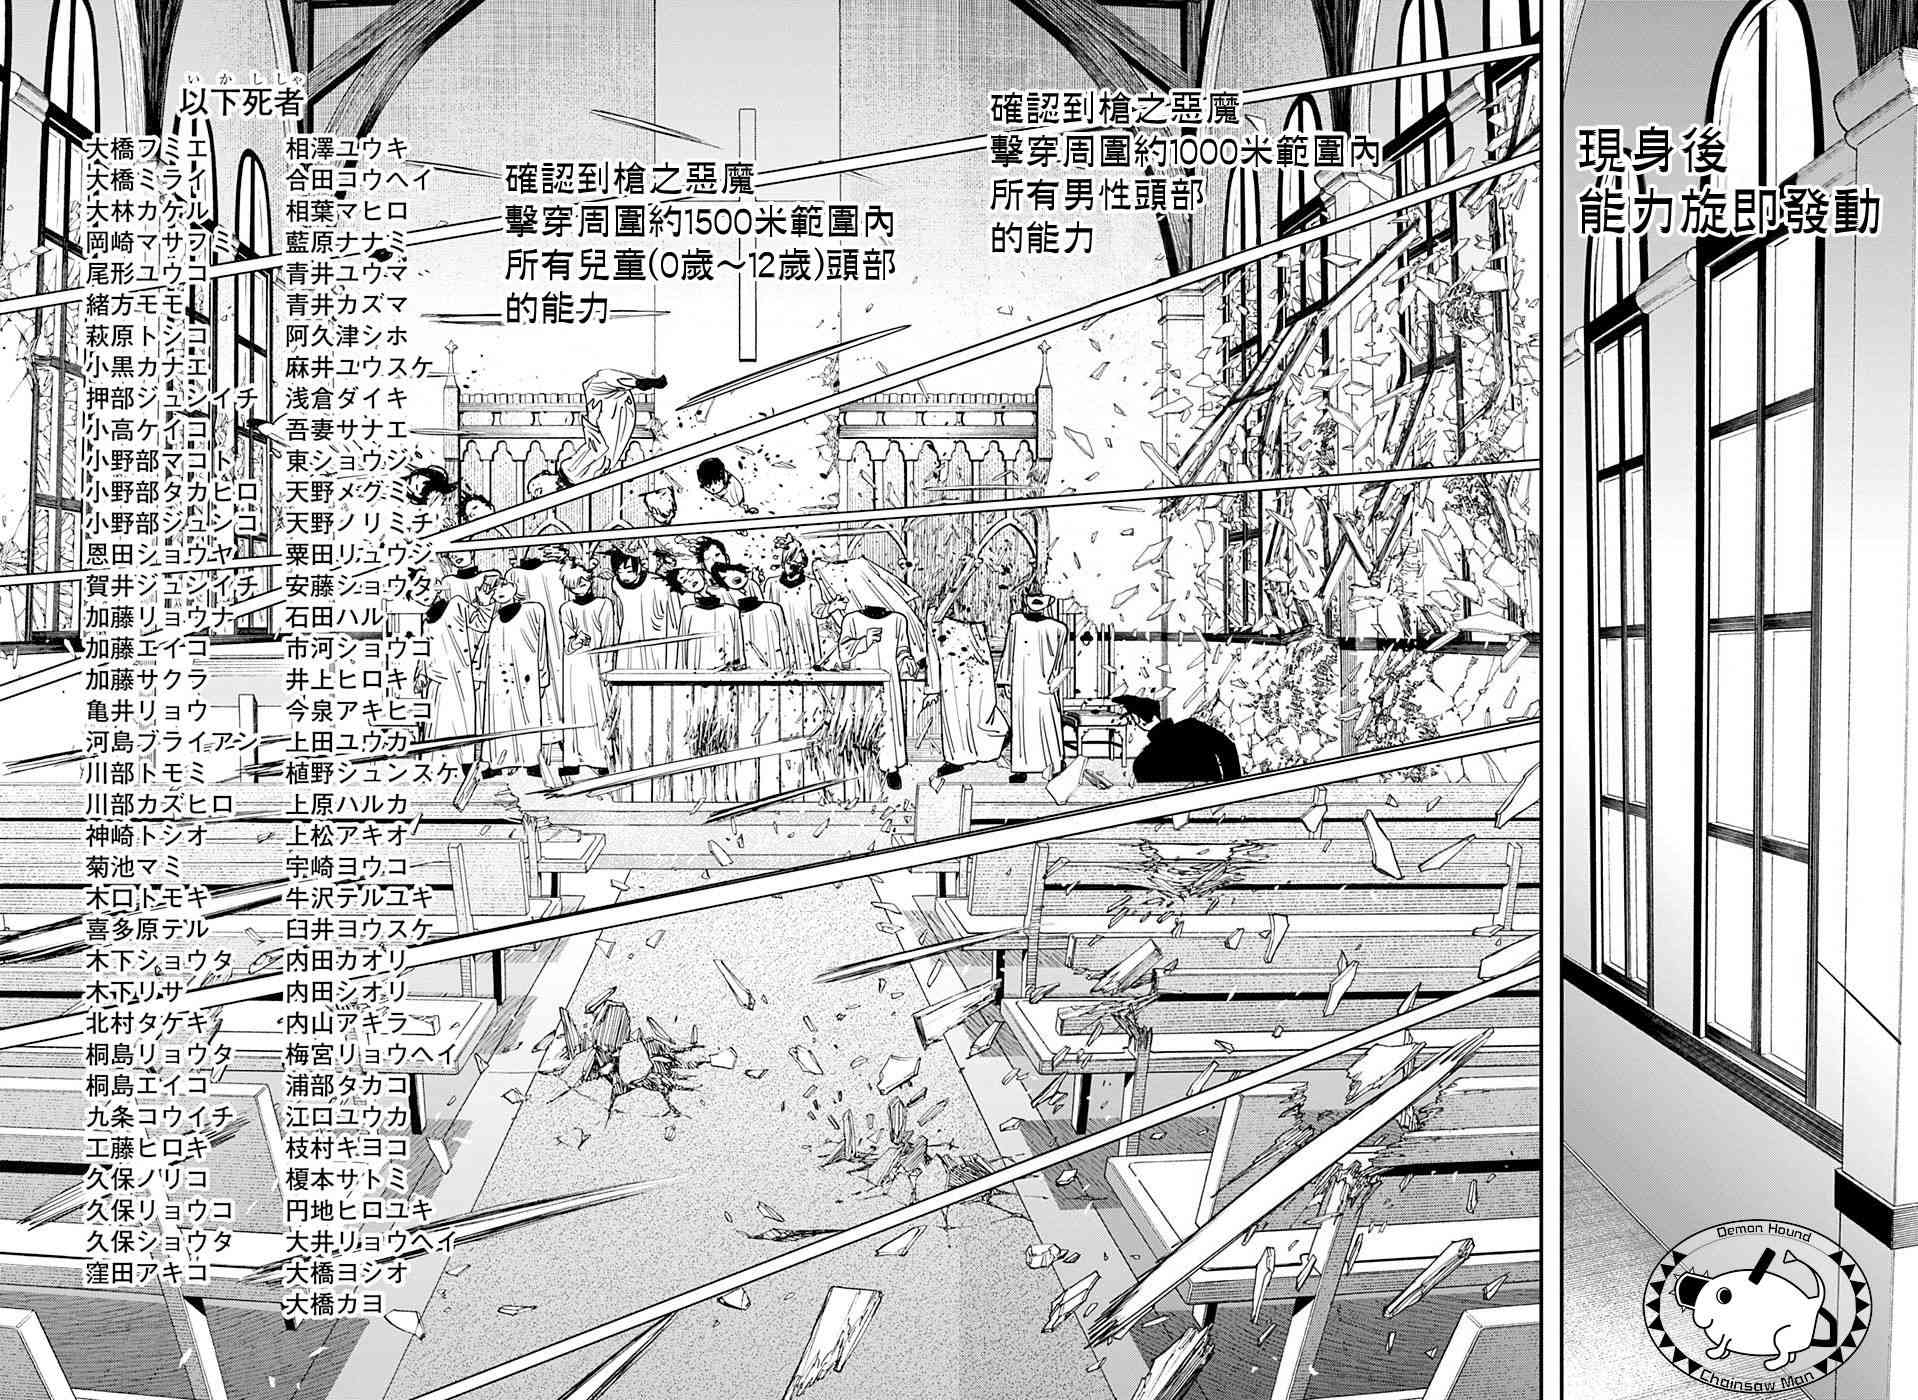 現身後
能力旋即發動
確認到槍之惡魔
擊穿周圍約1000米範圍內
所有男性頭部
的能力
確認到槍之惡魔
擊穿周圍約1500米範圍內
所有兒童(0歲～12歲)頭部
的能力
いかししゃ
以下死者
相澤ユウキ
合田コウヘイ
相葉マヒロ
藍原ナナミ
青井ユウマ
青井カズマ
阿久津シホ
麻井ユウスケ
浅倉ダイキ
吾妻サナエ
東ショウジ
天野メグミ
天野ノリミチ
粟田リュウジ
安藤ショウタ
石田ハル
市河ショウコ
井上ヒロキ
今泉アキヒコ
上田ユウカ
植野シュンスケ
上原ハルカ
上松アキオ
宇崎ヨウコ
牛沢テルユキ
臼井ヨウスケ
内田カオリ
内田シオリ
内山アキラ
梅宮リョウヘイ
浦部タカコ
江口ユウカ
枝村キヨコ
榎本サトミ
円地ヒロユキ
大井リョウヘイ
大橋ヨシオ
大橋カヨ
大橋フミエ
大橋ミライ
大林カケル
岡崎マサフミ
尾形ユウコ
緒方モモ
萩原トシコ
小黒カナエ
押部ジュンイチ
小高ケイコ
小野部マコト
小野部タカヒロ
小野部ジュンコ
恩田ショウヤ
賀井ジュンイチ
加藤リョウナ
加藤エイコ
加藤サクラ
亀井リョウ
河島ブライアン
川部トモミ
川部カズヒロ
神崎トシオ
菊池マミ
木口トモキ
喜多原テル
木下ショウタ
木下リサ
北村タケキ
桐島リョウタ
桐島エイコ
九条コウイチ
工藤ヒロキ
久保ノリコ
久保リョウコ
久保ショウタ
窪田アキコ
Demon Hound
Chainsaw Man